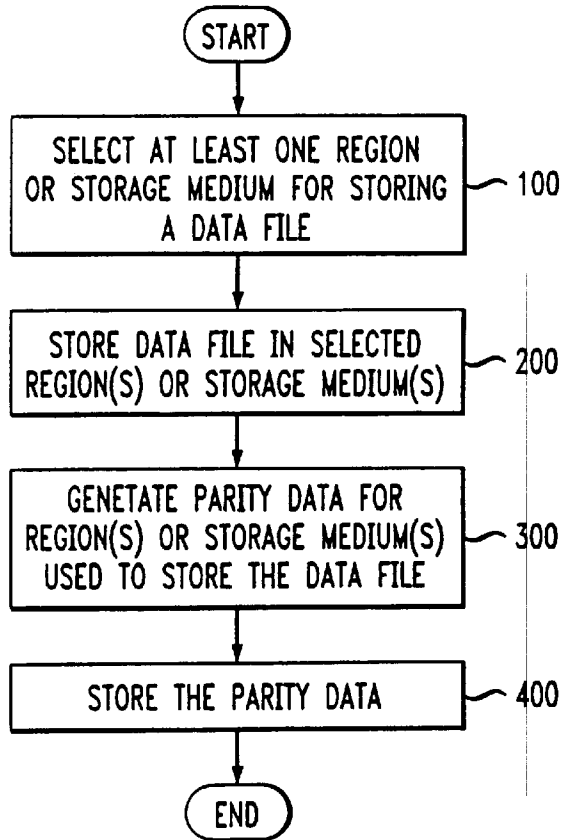 START
SELECT AT LEAST ONE REGION
OR STORAGE MEDIUM FOR STORING
A DATA FILE
100
STORE DATA FILE IN SELECTED
REGION(S) OR STORAGE MEDIUM(S)
200
GENETATE PARITY DATA FOR
REGION(S) OR STORAGE MEDIUM(S)
USED TO STORE THE DATA FILE
300
STORE THE PARITY DATA
400
END